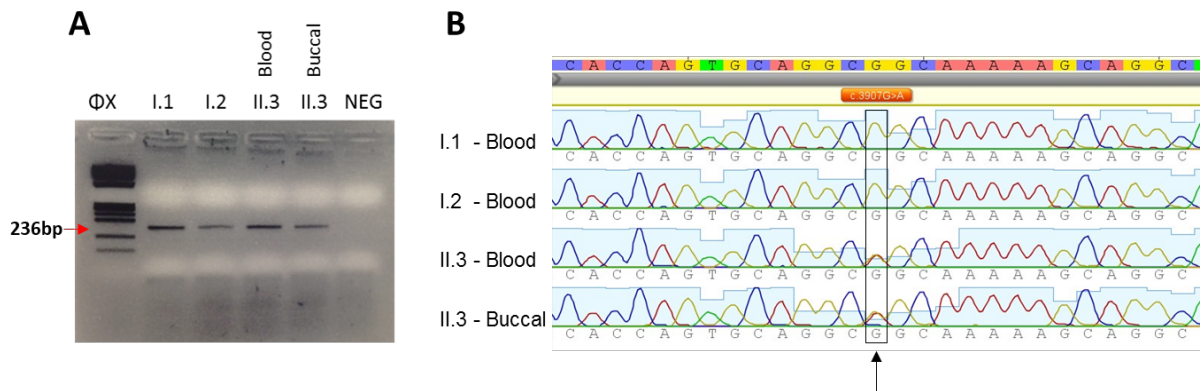 A
Blood
Buccal
ΦX I.1 I.2 II.3 II.3 NEG
236bp
B
C A C C A G T G C A G G C G G C A A A A A G C A G G C
c.3907G>A
I.1 - Blood
C A C C A G T G C A G G C G G C A A A A A G C A G G C
I.2 - Blood
C A C C A G T G C A G G C G G C A A A A A G C A G G C
II.3 - Blood
C A C C A G T G C A G G C G G C A A A A A G C A G G C
II.3 - Buccal
C A C C A G T G C A G G C G G C A A A A A G C A G G C